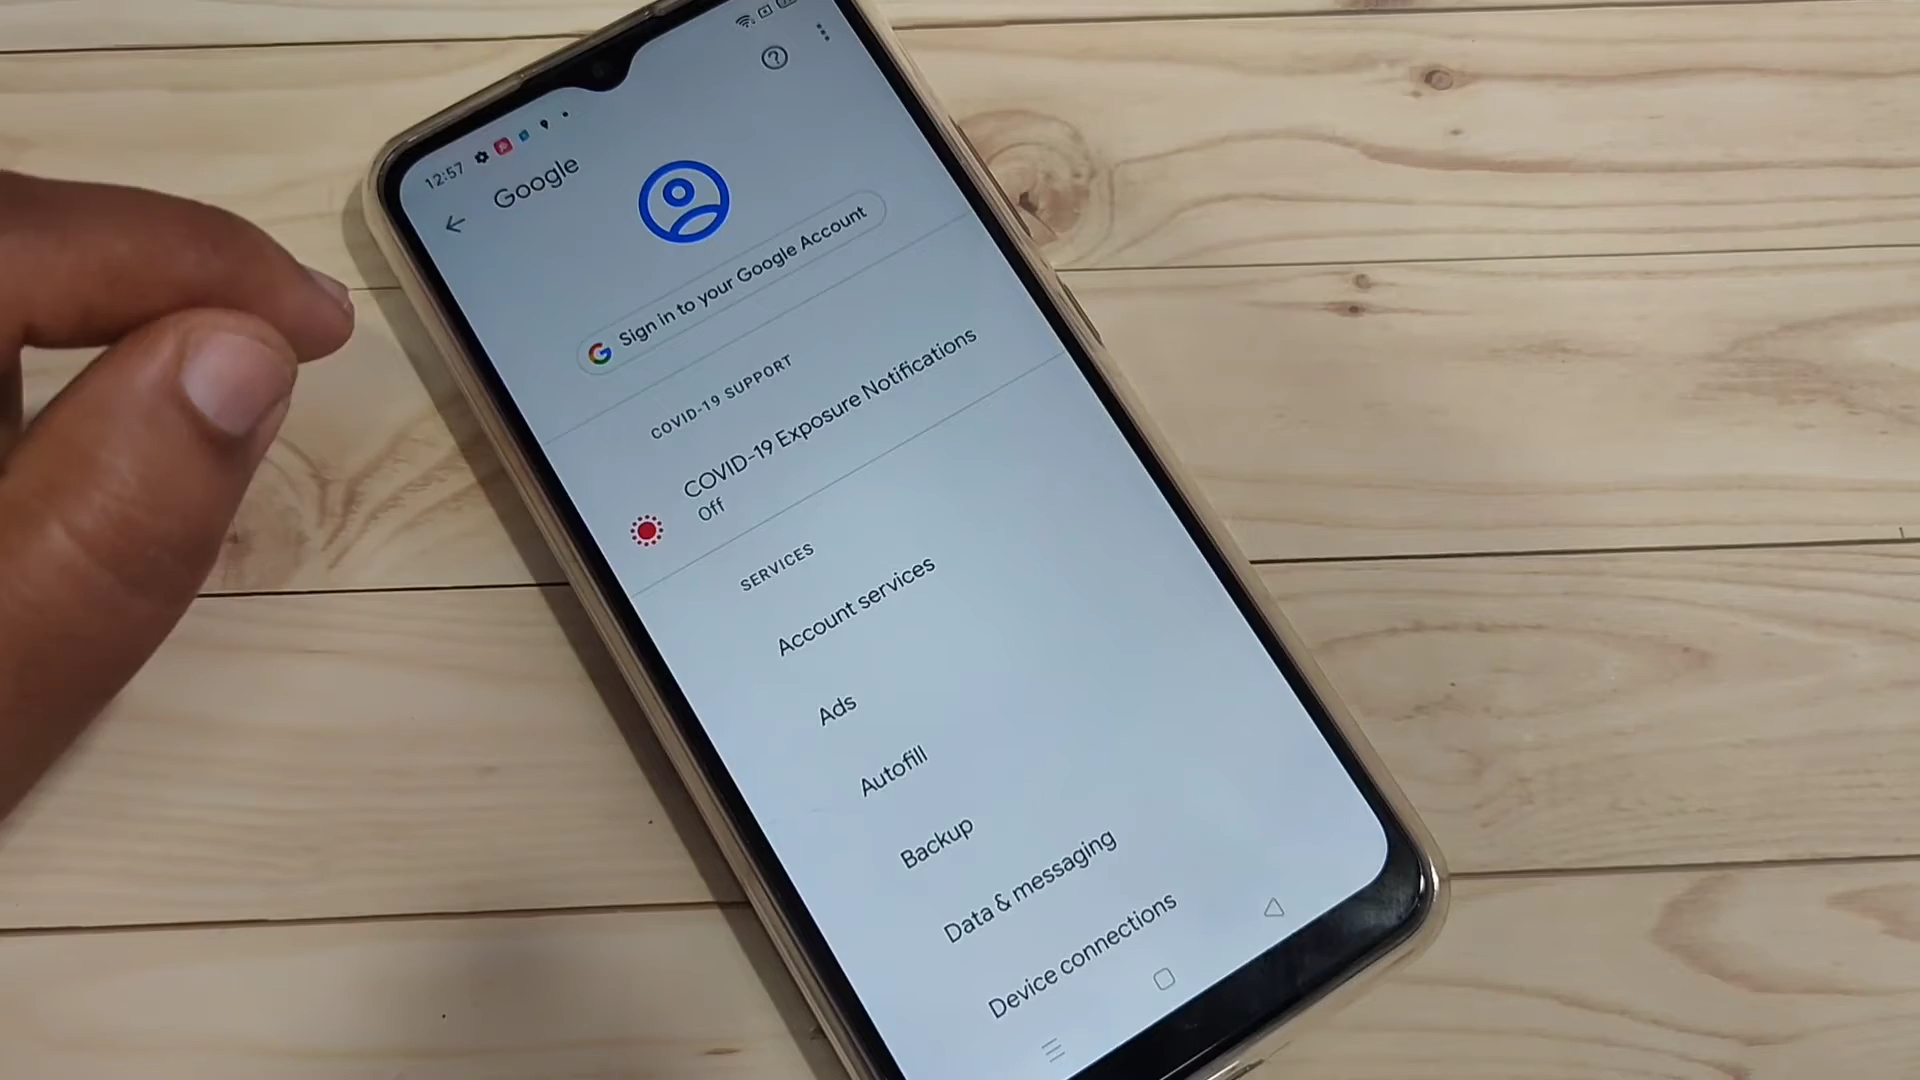 12:57
Google
Sign in to your Google Account
COVID-19 SUPPORT
COVID-19 Exposure Notifications
Off
SERVICES
Account services
Ads
Autofill
Backup
Data & messaging
Device connections